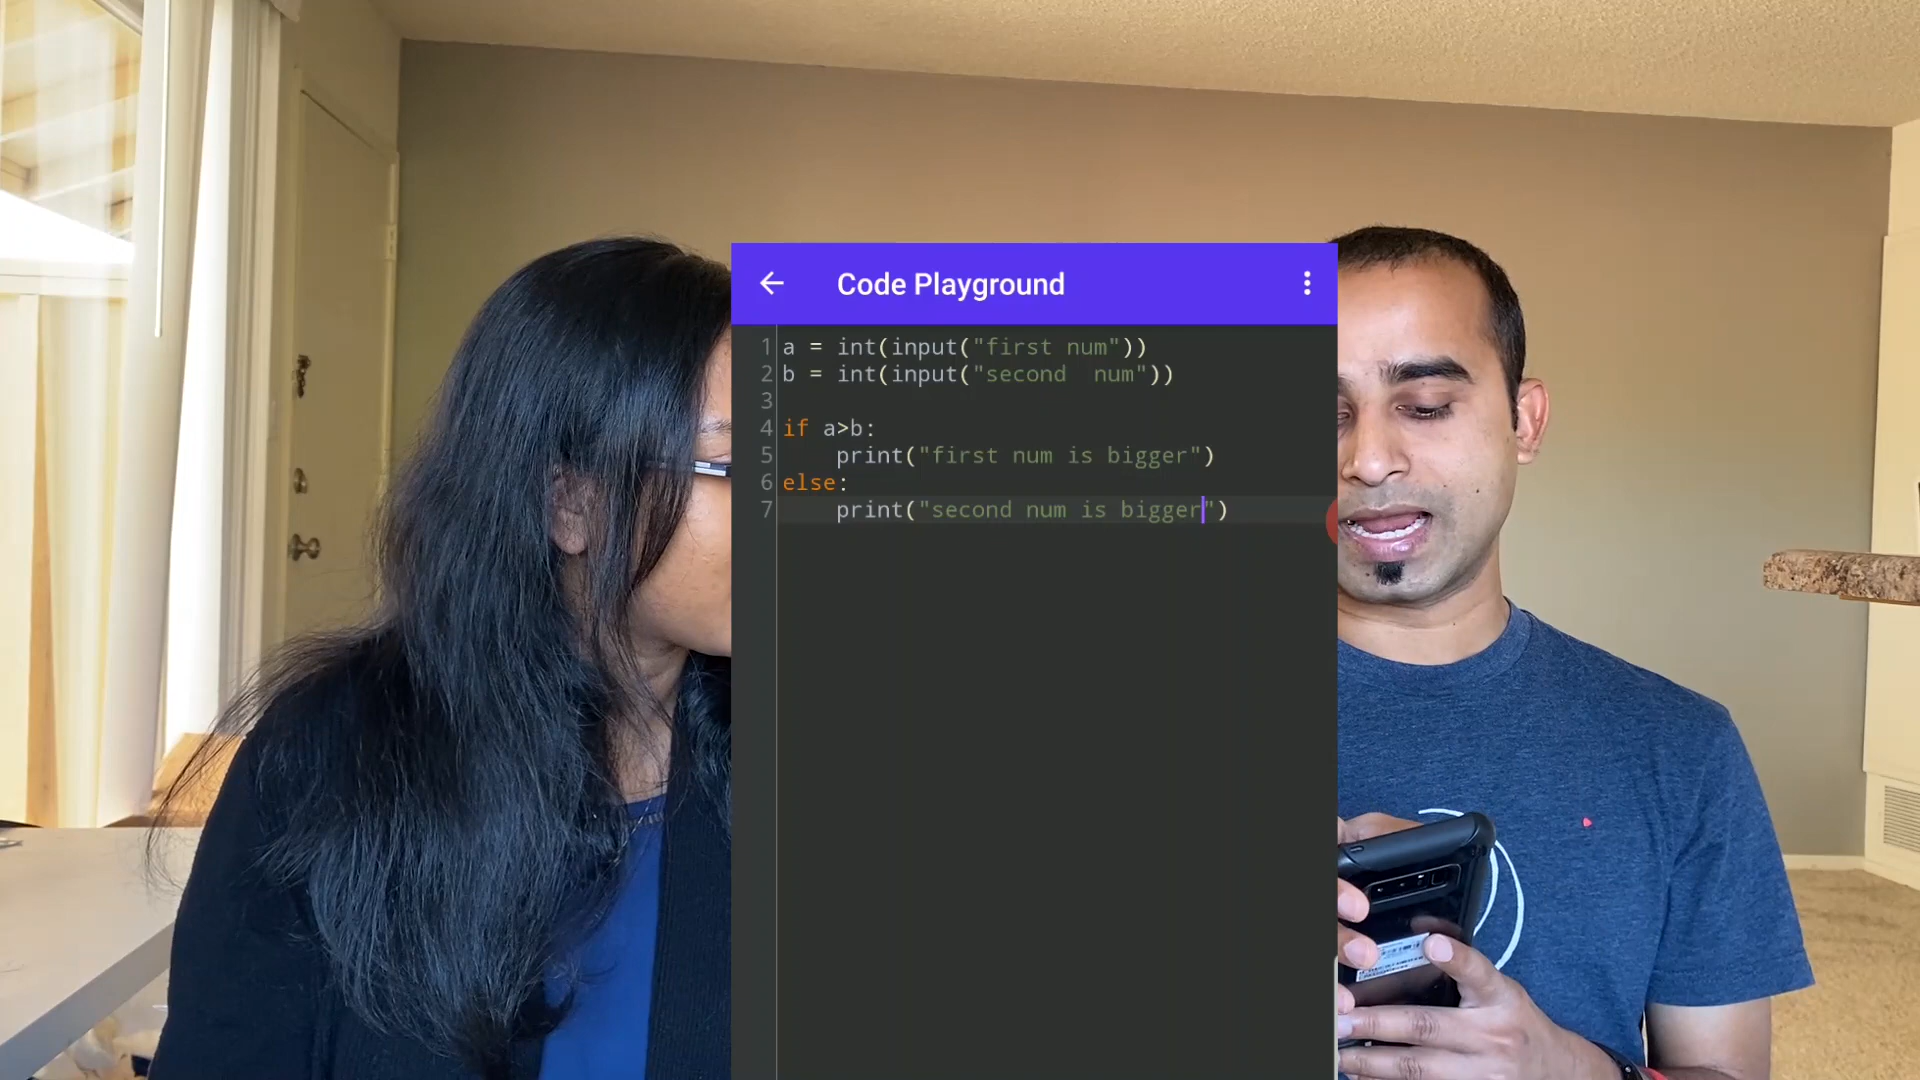 Code Playground
1 a = int(input("first num"))
2 b = int(input("second  num"))
3
4 if a>b:
5     print("first num is bigger")
6 else:
7     print("second num is bigger")